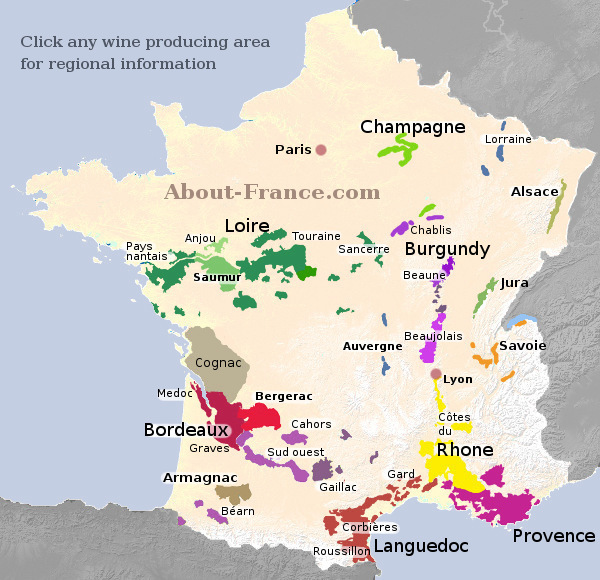 Click any wine producing area
for regional information
Champagne
Lorraine
Paris
Alsace
About-France.com
Loire
Touraine
Anjou
Sancerre
Chablis
Pays
nantais
Burgundy
Saumur
Beaune
Jura
Beaujolais
Auvergne
Savoie
Cognac
Lyon
Medoc
Bergerac
Côtes
du
Cahors
Bordeaux
Graves
Sud ouest
Rhone
Armagnac
Gard
Gaillac
Béarn
Corbières
Provence
Roussillon
Languedoc